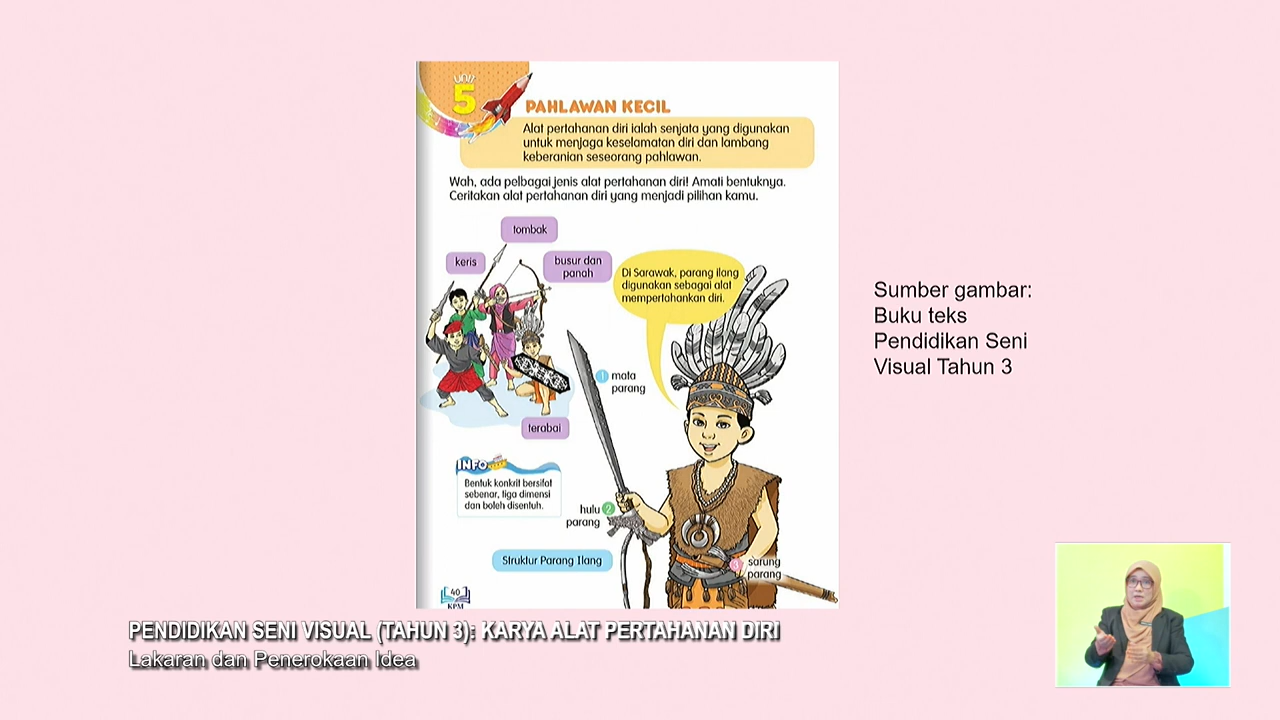 UNIT
5
PAHLAWAN KECIL
Alat pertahanan diri ialah senjata yang digunakan
untuk menjaga keselamatan diri dan lambang
keberanian seseorang pahlawan.
Wah, ada pelbagai jenis alat pertahanan diri! Amati bentuknya.
Ceritakan alat pertahanan diri yang menjadi pilihan kamu.
tombak
keris
busur dan
panah
Di Sarawak, parang ilang
digunakan sebagai alat
mempertahankan diri.
1 mata
parang
terabai
INFO
Bentuk konkrit bersifat
sebenar, tiga dimensi
dan boleh disentuh.
hulu 2
parang
Struktur Parang Ilang
3 sarung
parang
40
KPM
Sumber gambar:
Buku teks
Pendidikan Seni
Visual Tahun 3
PENDIDIKAN SENI VISUAL (TAHUN 3): KARYA ALAT PERTAHANAN DIRI
Lakaran dan Penerokaan Idea